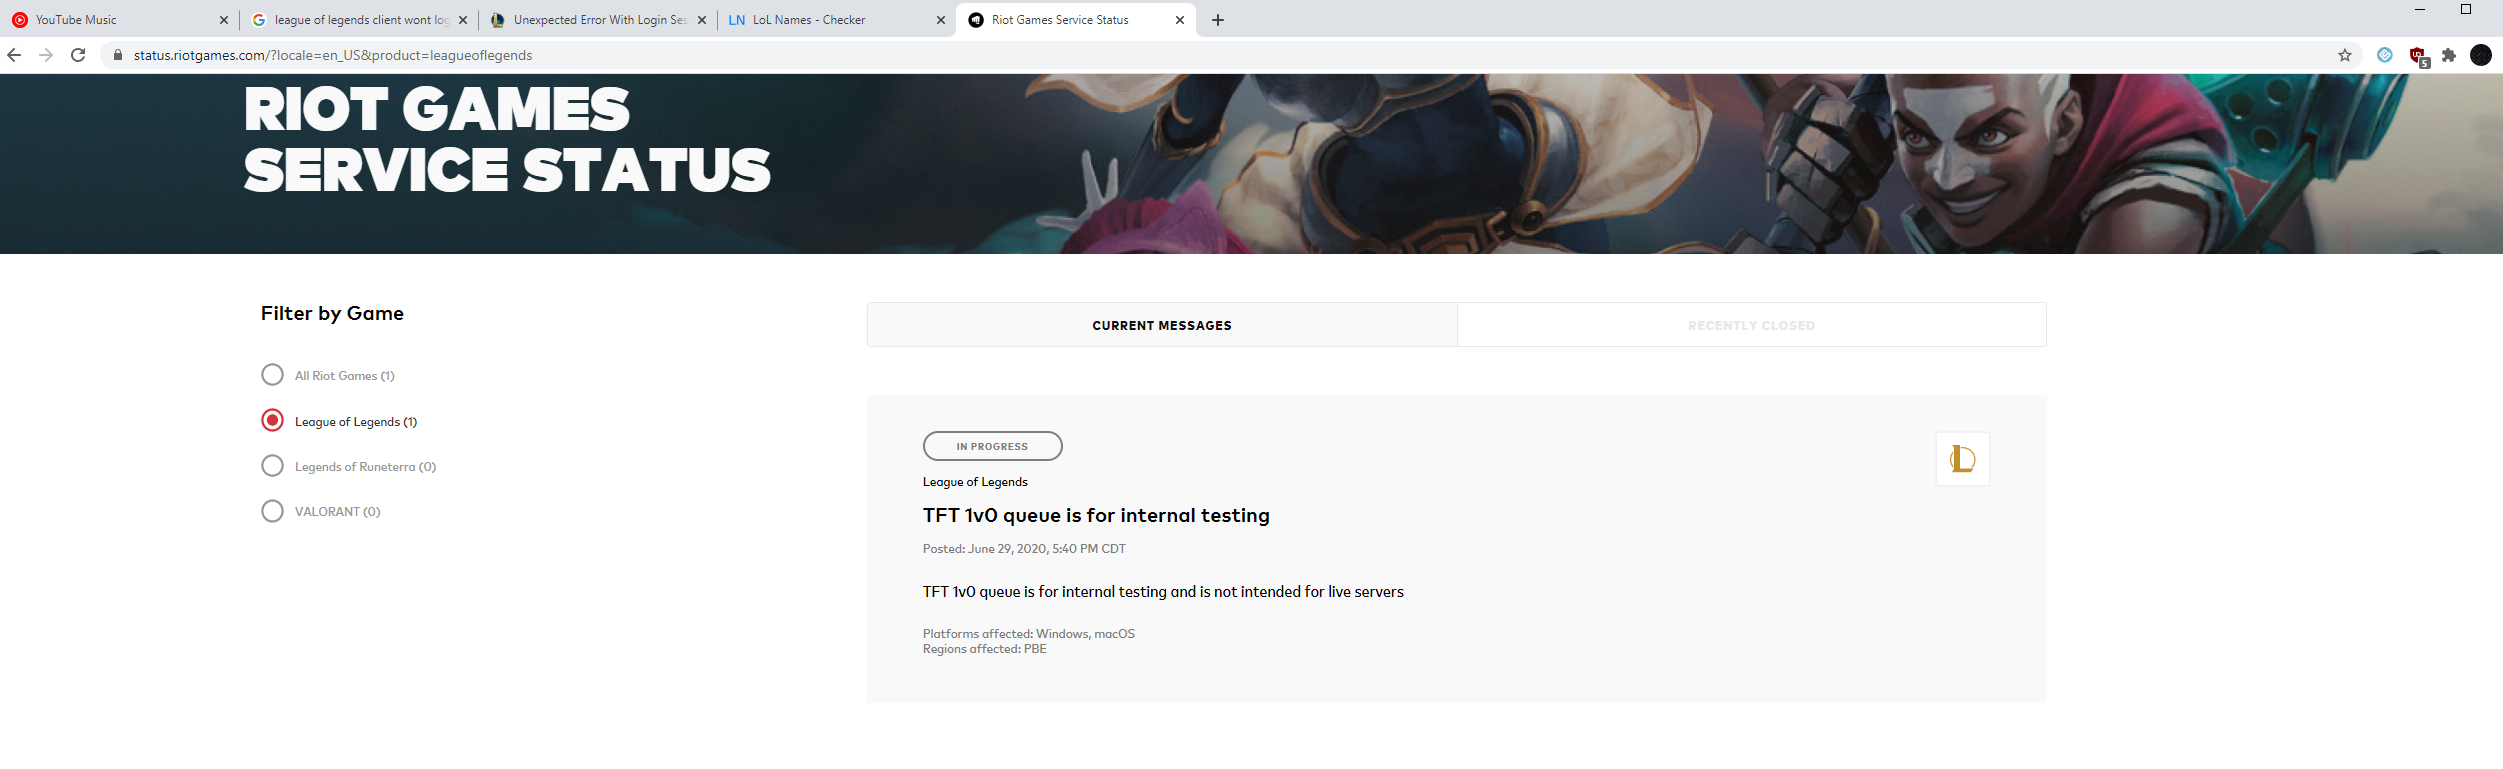 YouTube Music
league of legends client wont log
Unexpected Error With Login Ses
LN LoL Names - Checker
Riot Games Service Status
status.riotgames.com/?locale=en_US&product=leagueoflegends
5
RIOT GAMES
SERVICE STATUS
Filter by Game
All Riot Games (1)
League of Legends (1)
Legends of Runeterra (0)
VALORANT (0)
CURRENT MESSAGES
RECENTLY CLOSED
IN PROGRESS
League of Legends
TFT 1v0 queue is for internal testing
Posted: June 29, 2020, 5:40 PM CDT
TFT 1v0 queue is for internal testing and is not intended for live servers
Platforms affected: Windows, macOS
Regions affected: PBE